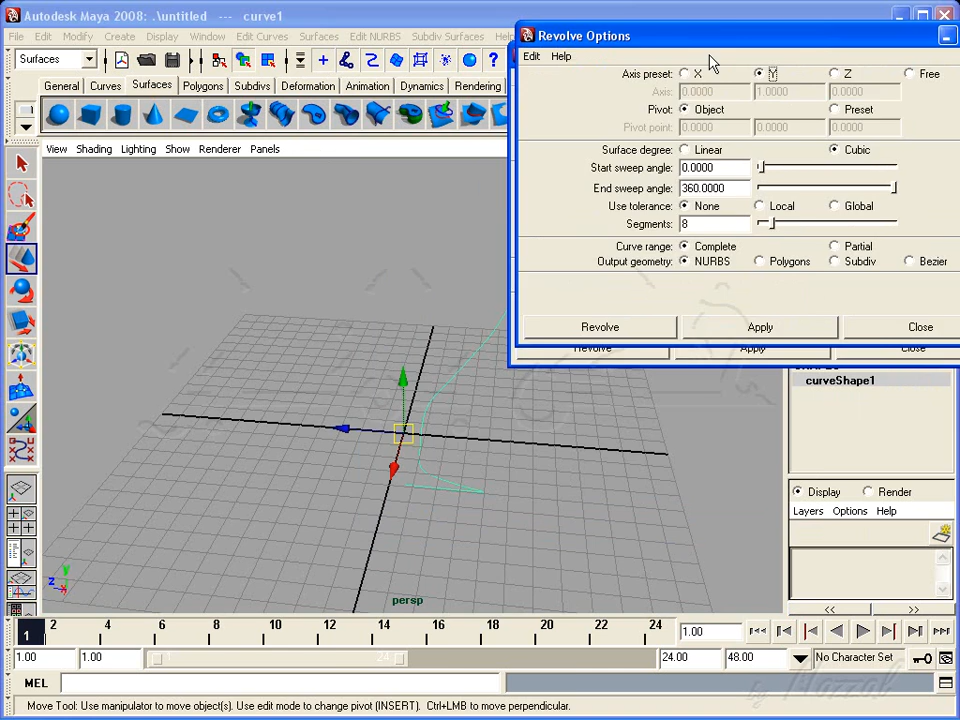 Autodesk Maya 2008: .\untitled --- curve1
File Edit Modify Create Display Window Edit Curves Surfaces Edit NURBS Subdiv Surfaces
Surfaces
General Curves Surfaces Polygons Subdivs Deformation Animation Dynamics Rendering
View Shading Lighting Show Renderer Panels
Revolve Options
Edit Help
Axis preset: X Y Z Free
Axis: 0.0000 1.0000 0.0000
Pivot: Object Preset
Pivot point: 0.0000 0.0000 0.0000
Surface degree: Linear Cubic
Start sweep angle: 0.0000
End sweep angle: 360.0000
Use tolerance: None Local Global
Segments: 8
Curve range: Complete Partial
Output geometry: NURBS Polygons Subdiv Bezier
Revolve Apply Close
Revolve Apply Close
curveShape1
Display Render
Layers Options Help
y
z
x
persp
<< >>
1 2 4 6 8 10 12 14 16 18 20 22 24 1.00
1.00 1.00 24 24.00 48.00 No Character Set
MEL
by Hazzal
Move Tool: Use manipulator to move object(s). Use edit mode to change pivot (INSERT). Ctrl+LMB to move perpendicular.